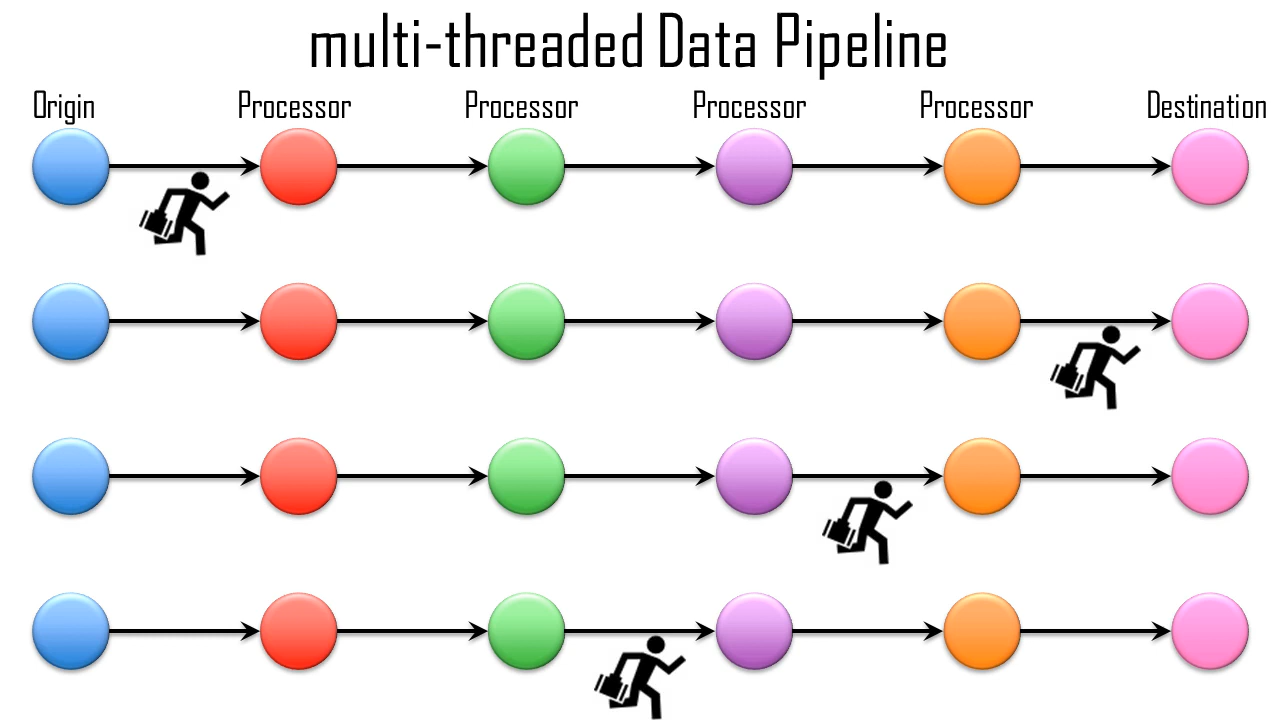 multi-threaded Data Pipeline
Origin Processor Processor Processor Processor Destination